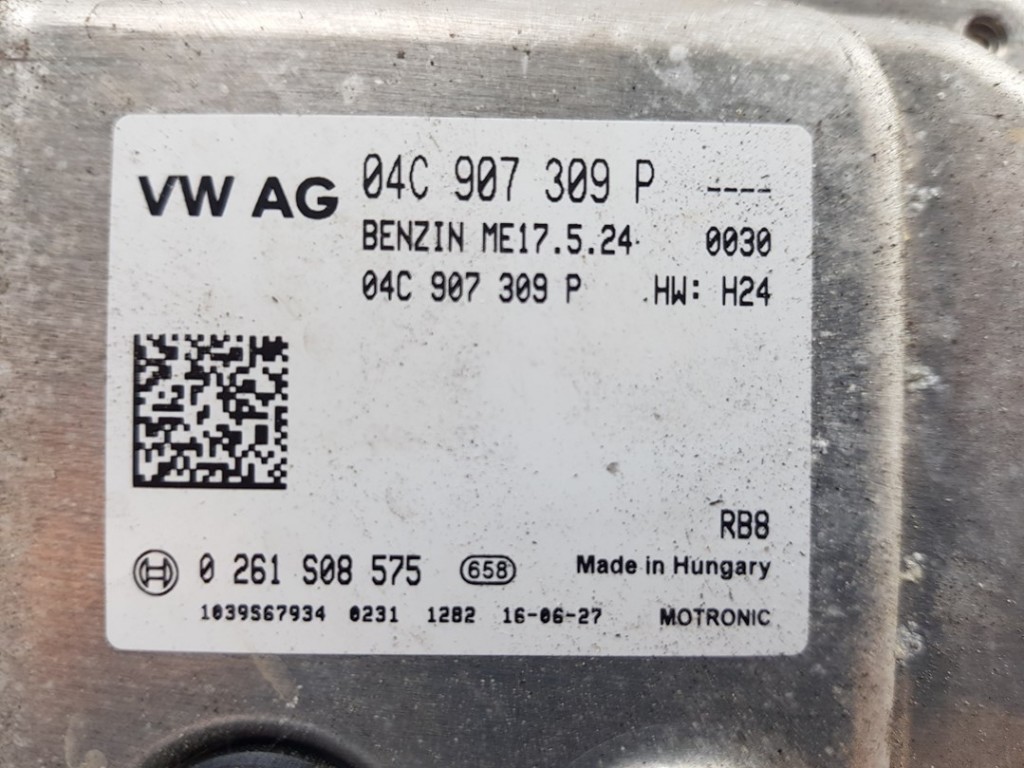 VW AG 04C 907 309 P ----
BENZIN ME17.5.24 0030
04C 907 309 P HW: H24
RB8
0 261 S08 575 658 Made in Hungary
1039S67934 0231 1282 16-06-27 MOTRONIC